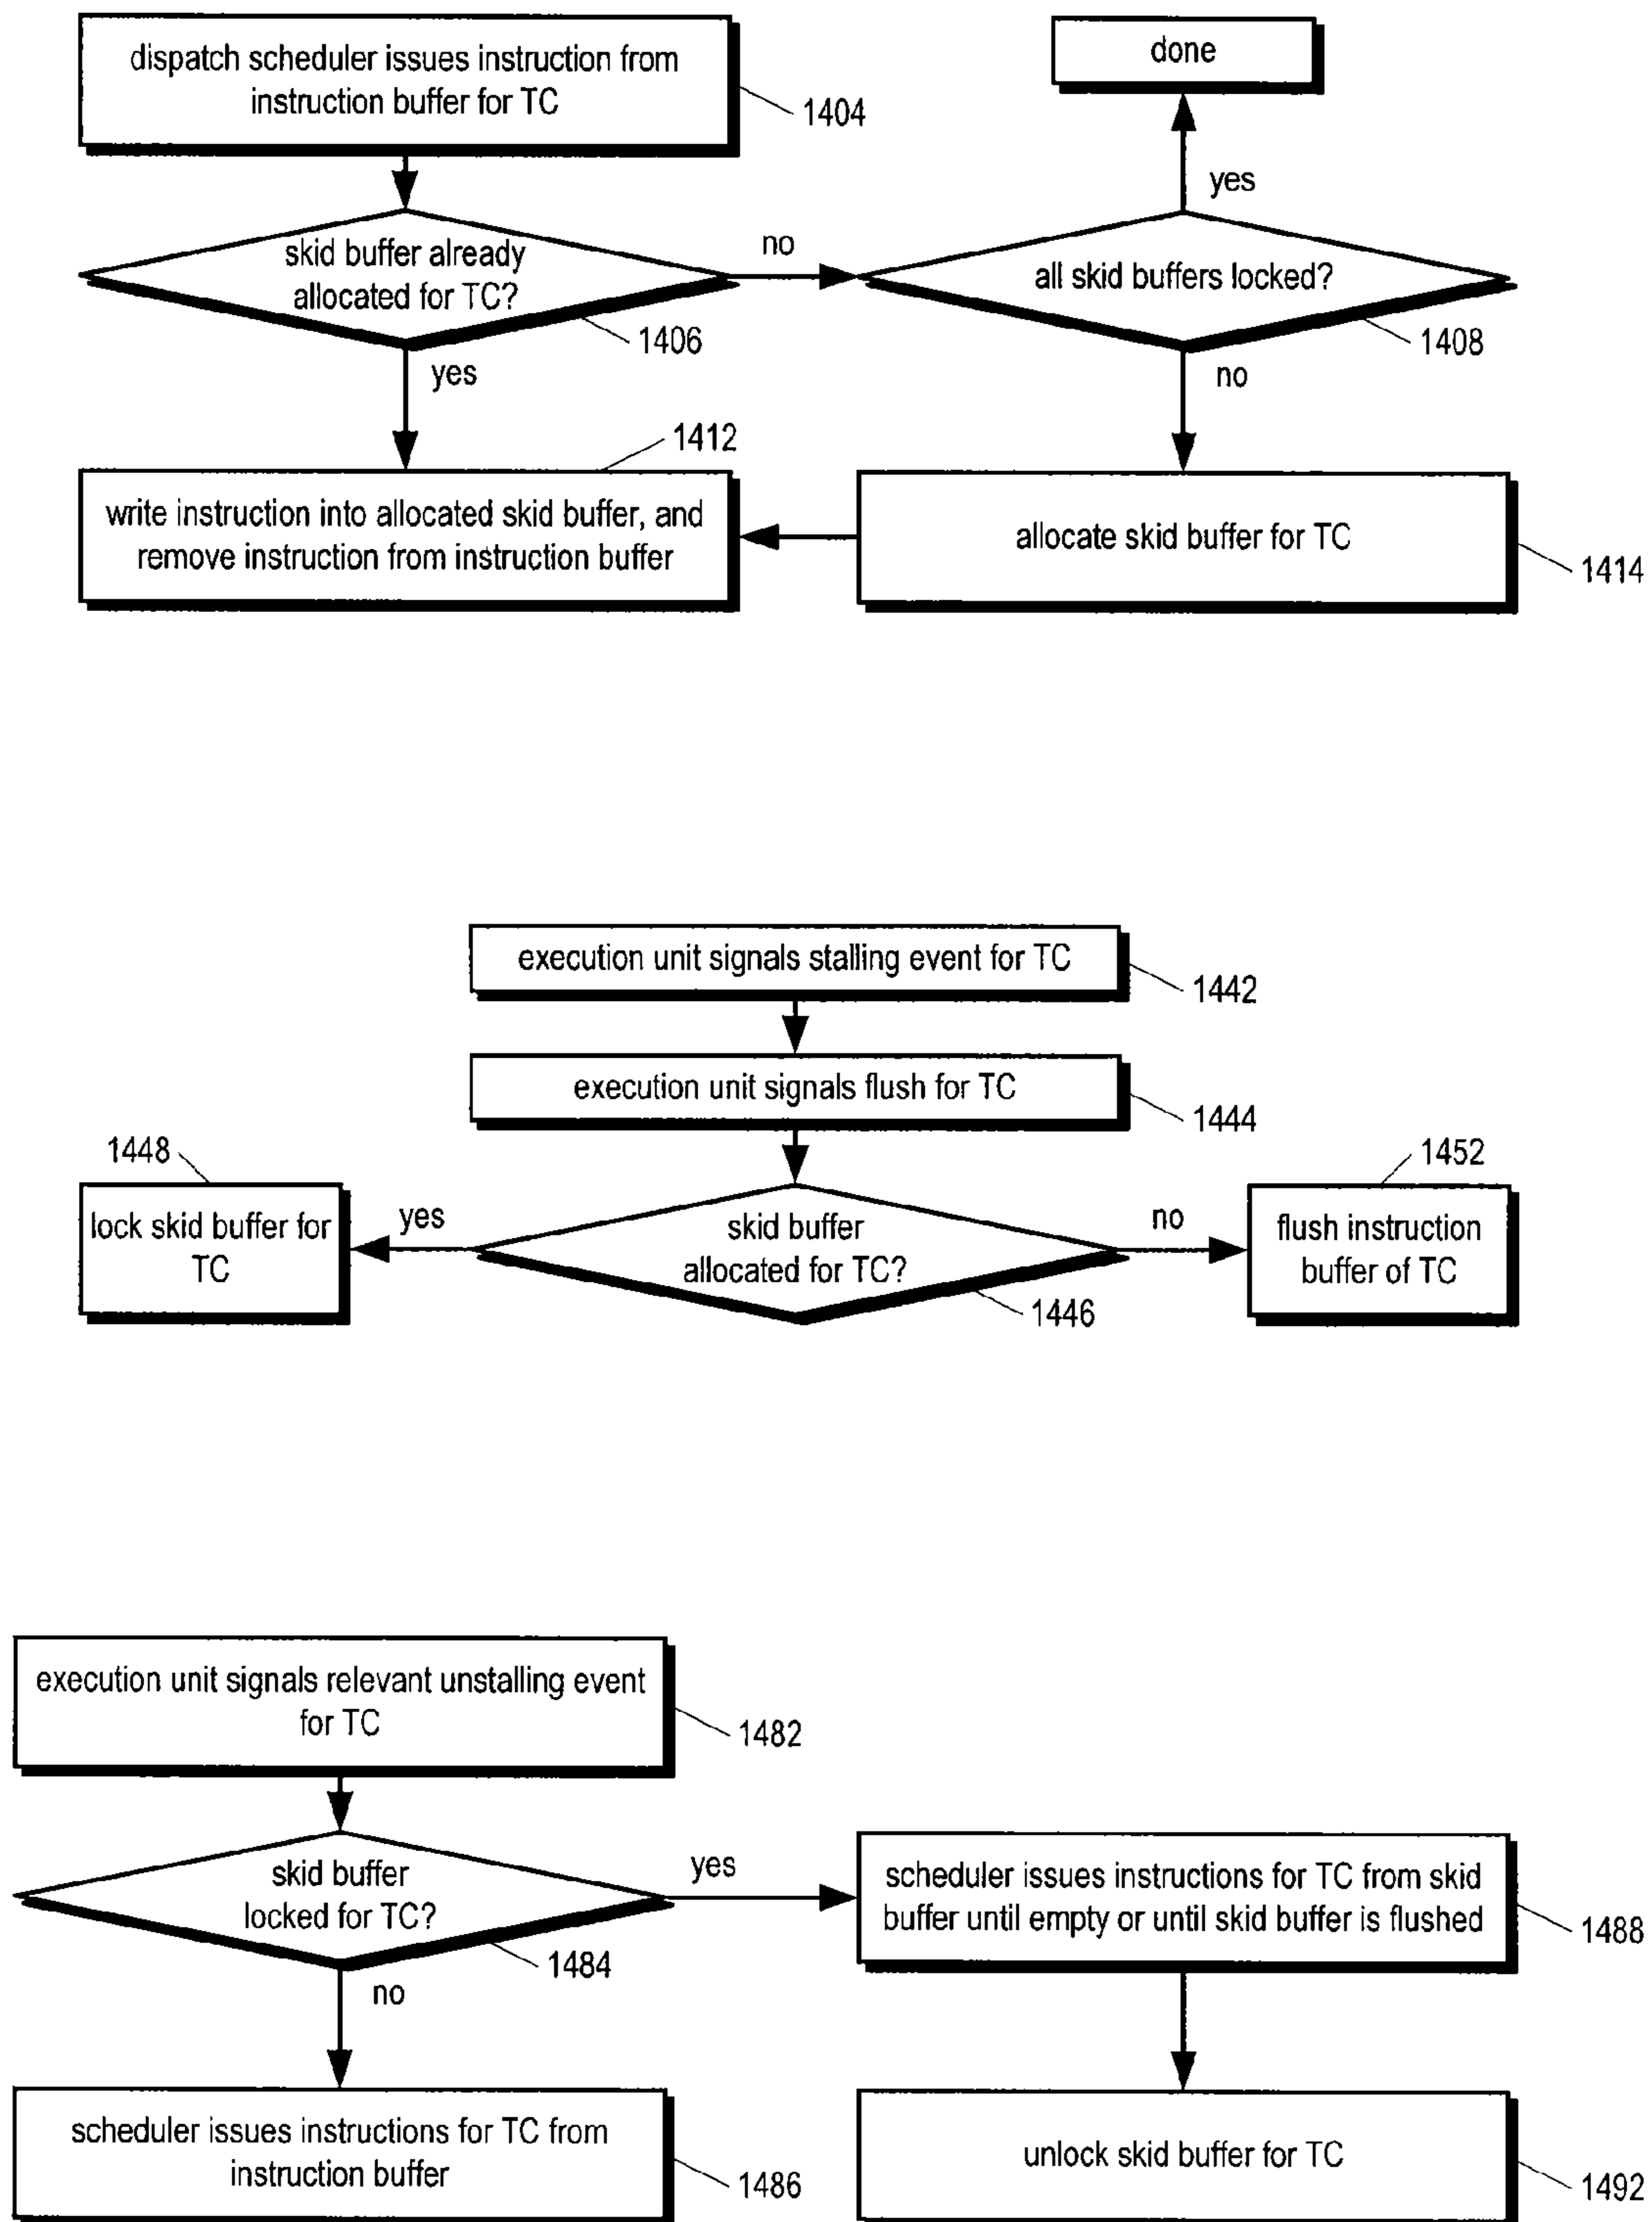 dispatch scheduler issues instruction from
instruction buffer for TC
1404
done
yes
skid buffer already
allocated for TC?
1406
no
all skid buffers locked?
1408
yes
no
1412
write instruction into allocated skid buffer, and
remove instruction from instruction buffer
allocate skid buffer for TC
1414
execution unit signals stalling event for TC
1442
execution unit signals flush for TC
1444
1448
lock skid buffer for
TC
yes
skid buffer
allocated for TC?
1446
no
1452
flush instruction
buffer of TC
execution unit signals relevant unstalling event
for TC
1482
skid buffer
locked for TC?
1484
yes
scheduler issues instructions for TC from skid
buffer until empty or until skid buffer is flushed
1488
no
scheduler issues instructions for TC from
instruction buffer
1486
unlock skid buffer for TC
1492